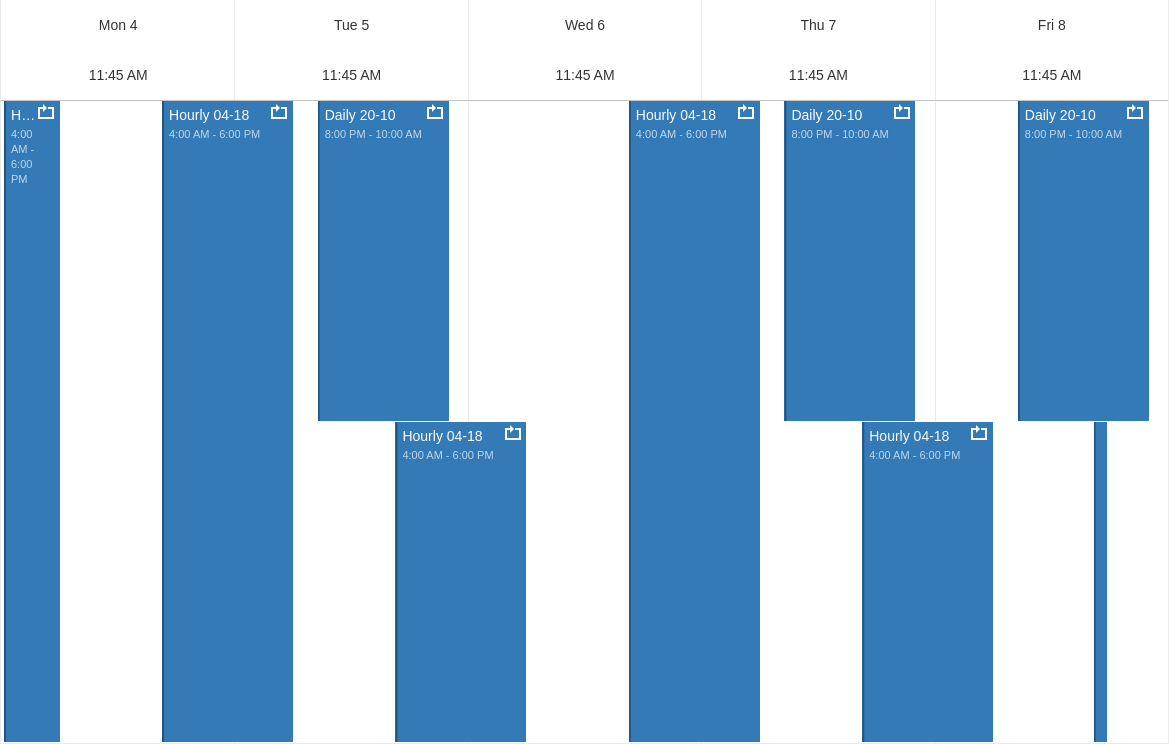 Mon 4
Tue 5
Wed 6
Thu 7
Fri 8
11:45 AM
11:45 AM
11:45 AM
11:45 AM
11:45 AM
H...
4:00
AM -
6:00
PM
Hourly 04-18
4:00 AM - 6:00 PM
Daily 20-10
8:00 PM - 10:00 AM
Hourly 04-18
4:00 AM - 6:00 PM
Daily 20-10
8:00 PM - 10:00 AM
Daily 20-10
8:00 PM - 10:00 AM
Hourly 04-18
4:00 AM - 6:00 PM
Hourly 04-18
4:00 AM - 6:00 PM